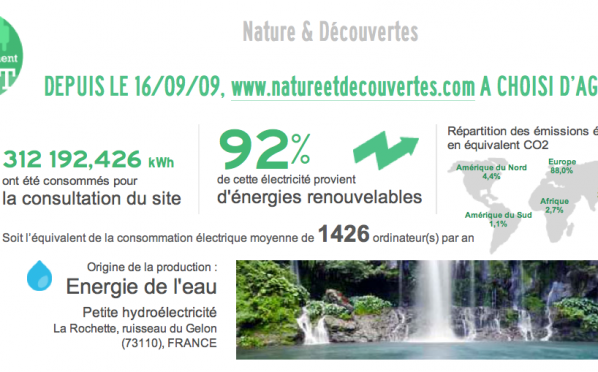 Nature & Découvertes
DEPUIS LE 16/09/09, www.natureetdecouvertes.com A CHOISI
312 192,426 kWh
ont été consommés pour
la consultation du site
92%
de cette électricité provient
d'énergies renouvelables
Répartition des émissions
en équivalent CO2
Amérique du Nord
4,4%
Europe
88,0%
Amérique du Sud
1,1%
Afrique
2,7%
Soit l'équivalent de la consommation électrique moyenne de 1426 ordinateur(s) par an
Origine de la production :
Energie de l'eau
Petite hydroélectricité
La Rochette, ruisseau du Gelon
(73110), FRANCE